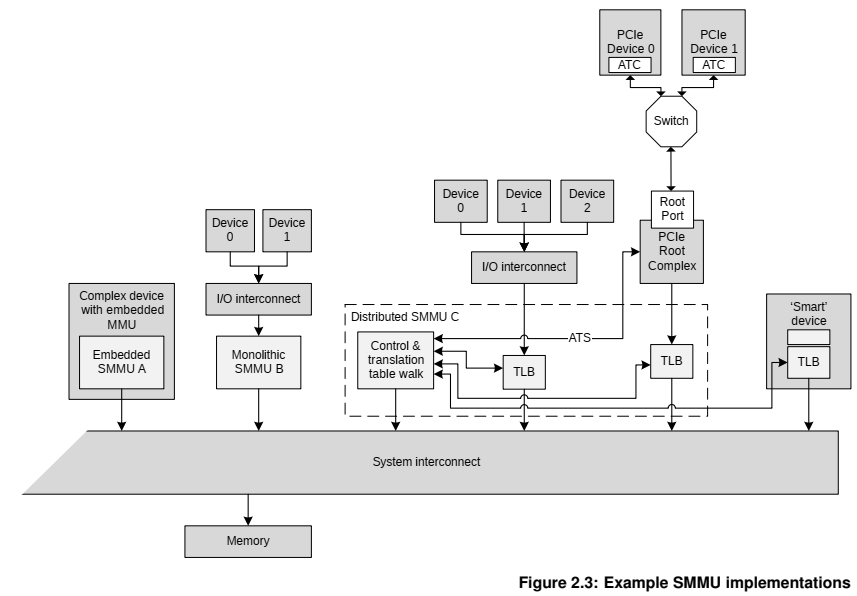 PCIe
Device 0
ATC
PCIe
Device 1
ATC
Switch
Root
Port
PCIe
Root
Complex
Device
0
Device
1
Device
2
I/O interconnect
Device
0
Device
1
I/O interconnect
Complex device
with embedded
MMU
Embedded
SMMU A
Monolithic
SMMU B
Distributed SMMU C
Control &
translation
table walk
ATS
TLB
TLB
‘Smart’
device
TLB
System interconnect
Memory
Figure 2.3: Example SMMU implementations